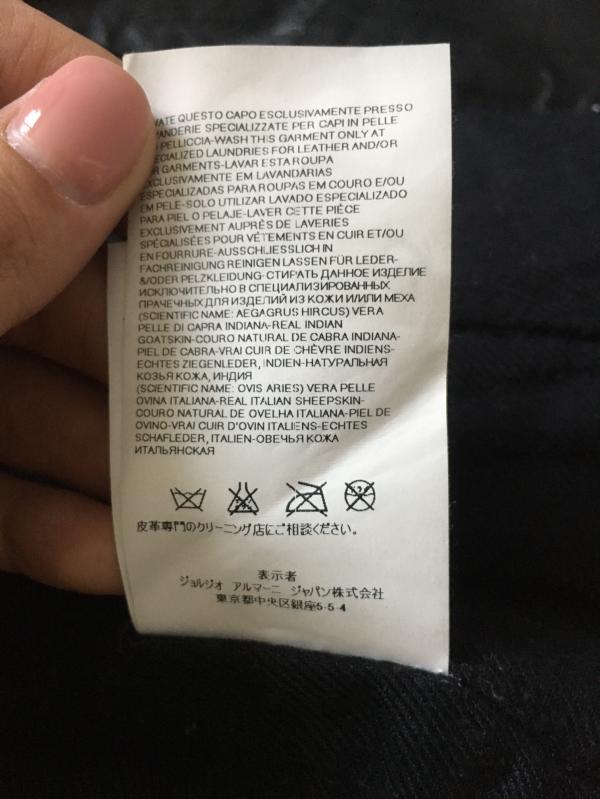 VATE QUESTO CAPO ESCLUSIVAMENTE PRESSO
ANDERIE SPECIALIZZATE PER CAPI IN PELLE
PELLICCIA-WASH THIS GARMENT ONLY AT
ECIALIZED LAUNDRIES FOR LEATHER AND/OR
R GARMENTS-LAVAR ESTA ROUPA
XCLUSIVAMENTE EM LAVANDARIAS
ESPECIALIZADAS PARA ROUPAS EM COURO E/OU
EM PELE-SOLO UTILIZAR LAVADO ESPECIALIZADO
PARA PIEL O PELAJE-LAVER CETTE PIÈCE
EXCLUSIVEMENT AUPRÈS DE LAVERIES
SPÉCIALISÉES POUR VÉTEMENTS EN CUIR ET/OU
EN FOURRURE-AUSSCHLIESSLICH IN
FACHREINIGUNG REINIGEN LASSEN FÜR LEDER-
&/ODER PELZKLEIDUNG-СТИРАТЬ ДАННОЕ ИЗДЕЛИЕ
ИСКЛЮЧИТЕЛЬНО В СПЕЦИАЛИЗИРОВАННЫХ
ПРАЧЕЧНЫХ ДЛЯ ИЗДЕЛИЙ ИЗ КОЖИ И/ИЛИ МЕХА
(SCIENTIFIC NAME: AEGAGRUS HIRCUS) VERA
PELLE DI CAPRA INDIANA-REAL INDIAN
GOATSKIN-COURO NATURAL DE CABRA INDIANA-
PIEL DE CABRA-VRAI CUIR DE CHÈVRE INDIENS-
ECHTES ZIEGENLEDER, INDIEN-НАТУРАЛЬНАЯ
КОЗЬЯ КОЖА, ИНДИЯ
(SCIENTIFIC NAME: OVIS ARIES) VERA PELLE
OVINA ITALIANA-REAL ITALIAN SHEEPSKIN-
COURO NATURAL DE OVELHA ITALIANA-PIEL DE
OVINO-VRAI CUIR D'OVIN ITALIENS-ECHTES
SCHAFLEDER, ITALIEN-ОВЕЧЬЯ КОЖА
ИТАЛЬЯНСКАЯ
皮革専門のクリーニング店にご相談ください。
表示者
ジョルジオ アルマーニ ジャパン株式会社
東京都中央区銀座5-5-4